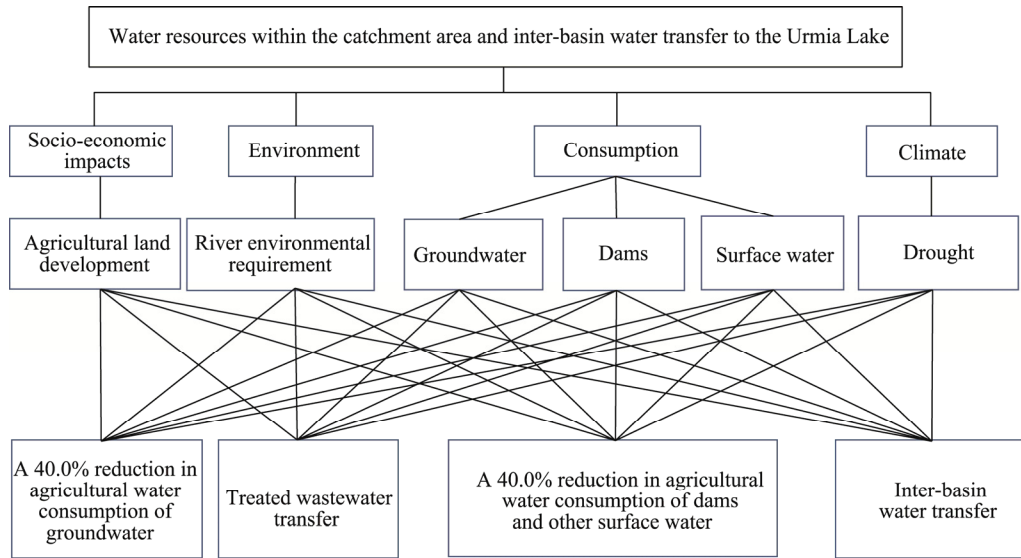 Water resources within the catchment area and inter-basin water transfer to the Urmia Lake
Socio-economic
impacts
Environment
Consumption
Climate
Agricultural land
development
River environmental
requirement
Groundwater
Dams
Surface water
Drought
A 40.0% reduction in
agricultural water
consumption of
groundwater
Treated wastewater
transfer
A 40.0% reduction in agricultural
water consumption of dams
and other surface water
Inter-basin
water transfer